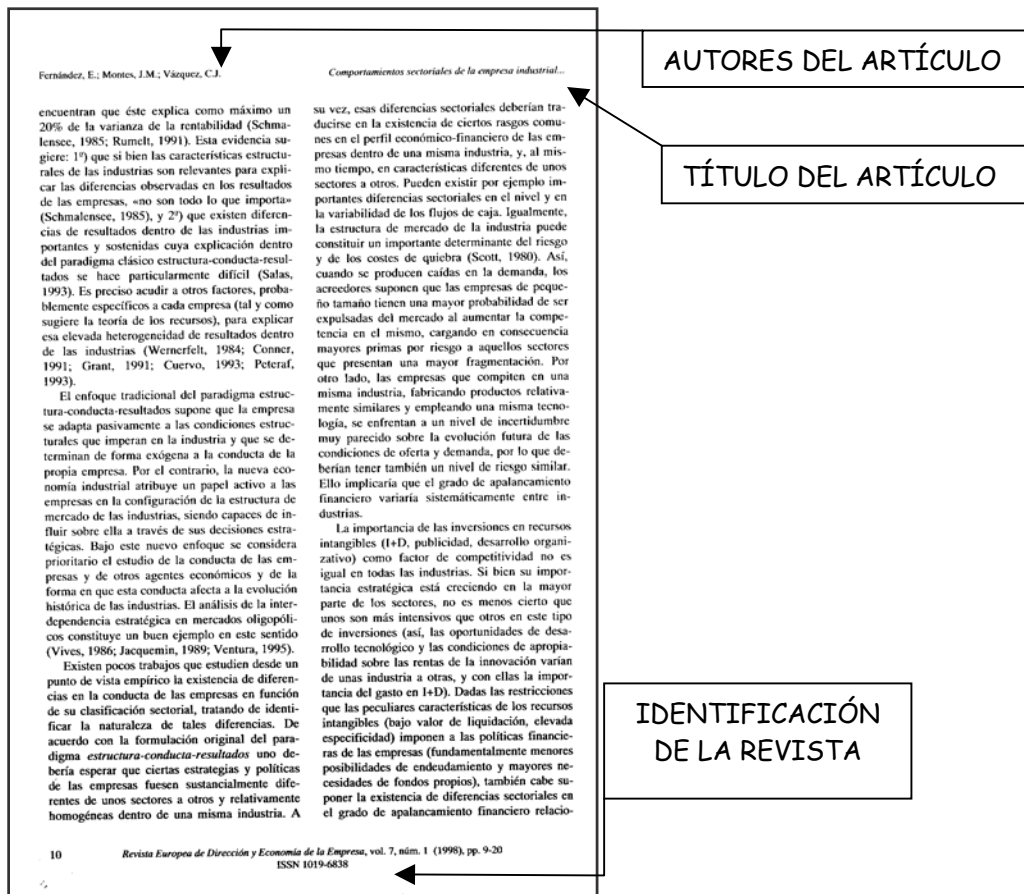 Fernández, E.; Montes, J.M.; Vázquez, C.J.
Comportamientos sectoriales de la empresa industrial...
AUTORES DEL ARTÍCULO
TÍTULO DEL ARTÍCULO
encuentran que éste explica como máximo un
20% de la varianza de la rentabilidad (Schma-
lensee, 1985; Rumelt, 1991). Esta evidencia su-
giere: 1º) que si bien las características estructu-
rales de las industrias son relevantes para expli-
car las diferencias observadas en los resultados
de las empresas, «no son todo lo que importa»
(Schmalensee, 1985), y 2º) que existen diferen-
cias de resultados dentro de las industrias im-
portantes y sostenidas cuya explicación dentro
del paradigma clásico estructura-conducta-resul-
tados se hace particularmente difícil (Salas,
1993). Es preciso acudir a otros factores, proba-
blemente específicos a cada empresa (tal y como
sugiere la teoría de los recursos), para explicar
esa elevada heterogeneidad de resultados dentro
de las industrias (Wernerfelt, 1984; Conner,
1991; Grant, 1991; Cuervo, 1993; Peteraf,
1993).
El enfoque tradicional del paradigma estruc-
tura-conducta-resultados supone que la empresa
se adapta pasivamente a las condiciones estruc-
turales que imperan en la industria y que se de-
terminan de forma exógena a la conducta de la
propia empresa. Por el contrario, la nueva eco-
nomía industrial atribuye un papel activo a las
empresas en la configuración de la estructura de
mercado de las industrias, siendo capaces de in-
fluir sobre ella a través de sus decisiones estra-
tégicas. Bajo este nuevo enfoque se considera
prioritario el estudio de la conducta de las em-
presas y de otros agentes económicos y de la
forma en que esta conducta afecta a la evolución
histórica de las industrias. El análisis de la inter-
dependencia estratégica en mercados oligopóli-
cos constituye un buen ejemplo en este sentido
(Vives, 1986; Jacquemin, 1989; Ventura, 1995).
Existen pocos trabajos que estudien desde un
punto de vista empírico la existencia de diferen-
cias en la conducta de las empresas en función
de su clasificación sectorial, tratando de identi-
ficar la naturaleza de tales diferencias. De
acuerdo con la formulación original del para-
digma estructura-conducta-resultados uno de-
bería esperar que ciertas estrategias y políticas
de las empresas fuesen sustancialmente dife-
rentes de unos sectores a otros y relativamente
homogéneas dentro de una misma industria. A
su vez, esas diferencias sectoriales deberían tra-
ducirse en la existencia de ciertos rasgos comu-
nes en el perfil económico-financiero de las em-
presas dentro de una misma industria, y, al mis-
mo tiempo, en características diferentes de unos
sectores a otros. Pueden existir por ejemplo im-
portantes diferencias sectoriales en el nivel y en
la variabilidad de los flujos de caja. Igualmente,
la estructura de mercado de la industria puede
constituir un importante determinante del riesgo
y de los costes de quiebra (Scott, 1980). Así,
cuando se producen caídas en la demanda, los
acreedores suponen que las empresas de peque-
ño tamaño tienen una mayor probabilidad de ser
expulsadas del mercado al aumentar la compe-
tencia en el mismo, cargando en consecuencia
mayores primas por riesgo a aquellos sectores
que presentan una mayor fragmentación. Por
otro lado, las empresas que compiten en una
misma industria, fabricando productos relativa-
mente similares y empleando una misma tecno-
logía, se enfrentan a un nivel de incertidumbre
muy parecido sobre la evolución futura de las
condiciones de oferta y demanda, por lo que de-
berían tener también un nivel de riesgo similar.
Ello implicaría que el grado de apalancamiento
financiero variaría sistemáticamente entre in-
dustrias.
La importancia de las inversiones en recursos
intangibles (I+D, publicidad, desarrollo organi-
zativo) como factor de competitividad no es
igual en todas las industrias. Si bien su impor-
tancia estratégica está creciendo en la mayor
parte de los sectores, no es menos cierto que
unos son más intensivos que otros en este tipo
de inversiones (así, las oportunidades de desa-
rrollo tecnológico y las condiciones de apropia-
bilidad sobre las rentas de la innovación varían
de unas industria a otras, y con ellas la impor-
tancia del gasto en I+D). Dadas las restricciones
que las peculiares características de los recursos
intangibles (bajo valor de liquidación, elevada
especificidad) imponen a las políticas financie-
ras de las empresas (fundamentalmente menores
posibilidades de endeudamiento y mayores ne-
cesidades de fondos propios), también cabe su-
poner la existencia de diferencias sectoriales en
el grado de apalancamiento financiero relacio-
IDENTIFICACIÓN
DE LA REVISTA
10
Revista Europea de Dirección y Economía de la Empresa, vol. 7, núm. 1 (1998), pp. 9-20
ISSN 1019-6838